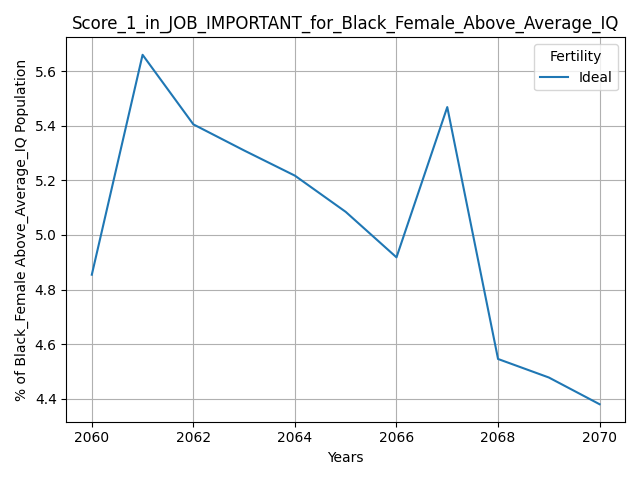 Score_1_in_JOB_IMPORTANT_for_Black_Female_Above_Average_IQ
Fertility
Ideal
% of Black_Female Above_Average_IQ Population
5.6
5.4
5.2
5.0
4.8
4.6
4.4
2060 2062 2064 2066 2068 2070
Years